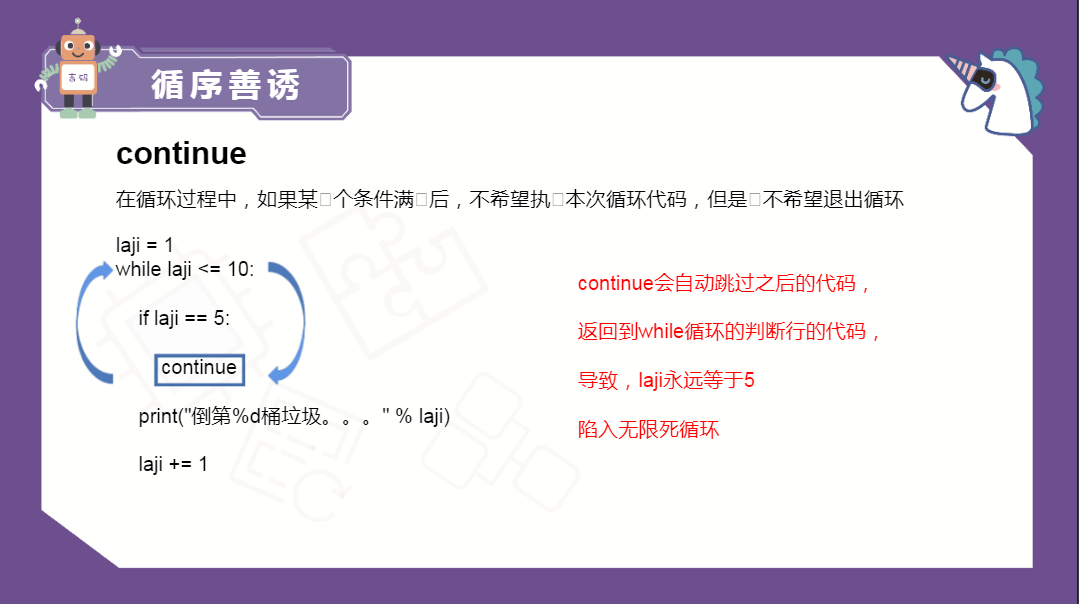 吉码
循序善诱
continue
在循环过程中，如果某□个条件满□后，不希望执□本次循环代码，但是□不希望退出循环
laji = 1
while laji <= 10:
if laji == 5:
continue
print("倒第%d桶垃圾。。。" % laji)
laji += 1
continue会自动跳过之后的代码，
返回到while循环的判断行的代码，
导致，laji永远等于5
陷入无限死循环